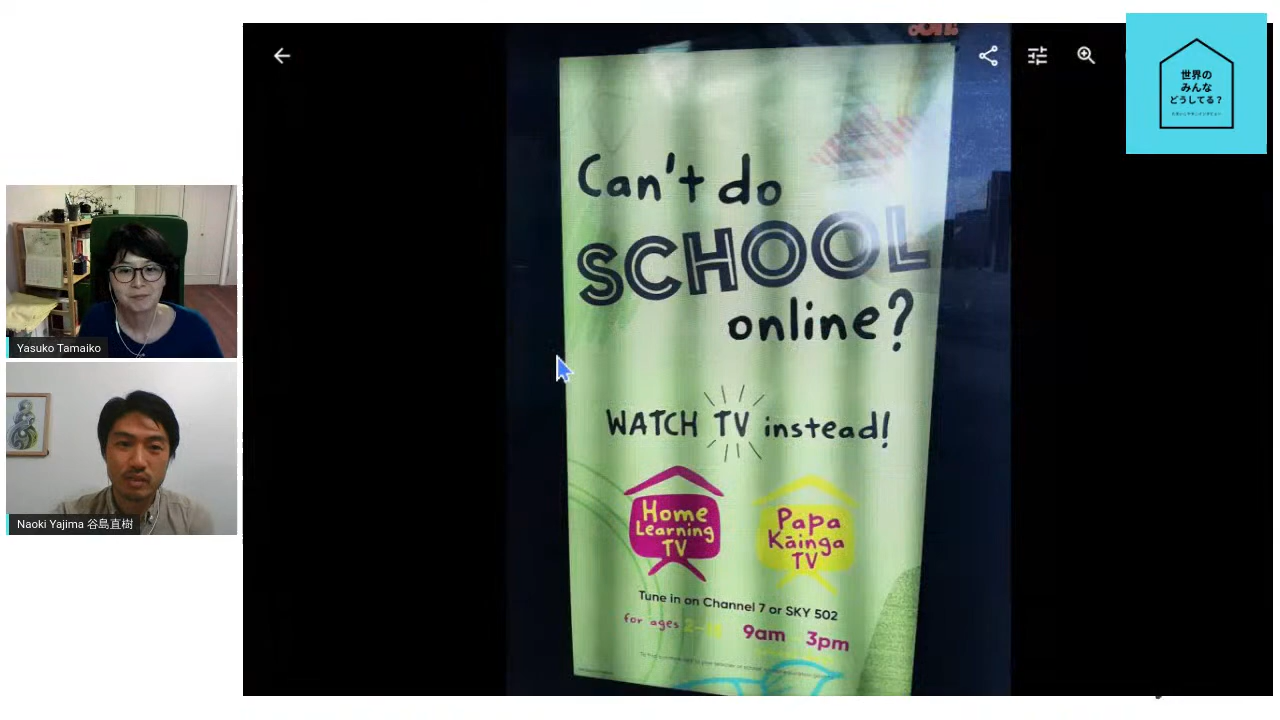 世界の
みんな
どうしてる？
Can't do
SCHOOL
online?
WATCH TV instead!
Home
Learning
TV
Papa
Kāinga
TV
Tune in on Channel 7 or SKY 502
for ages
9am
3pm
Yasuko Tamaiko
Naoki Yajima 谷島直樹